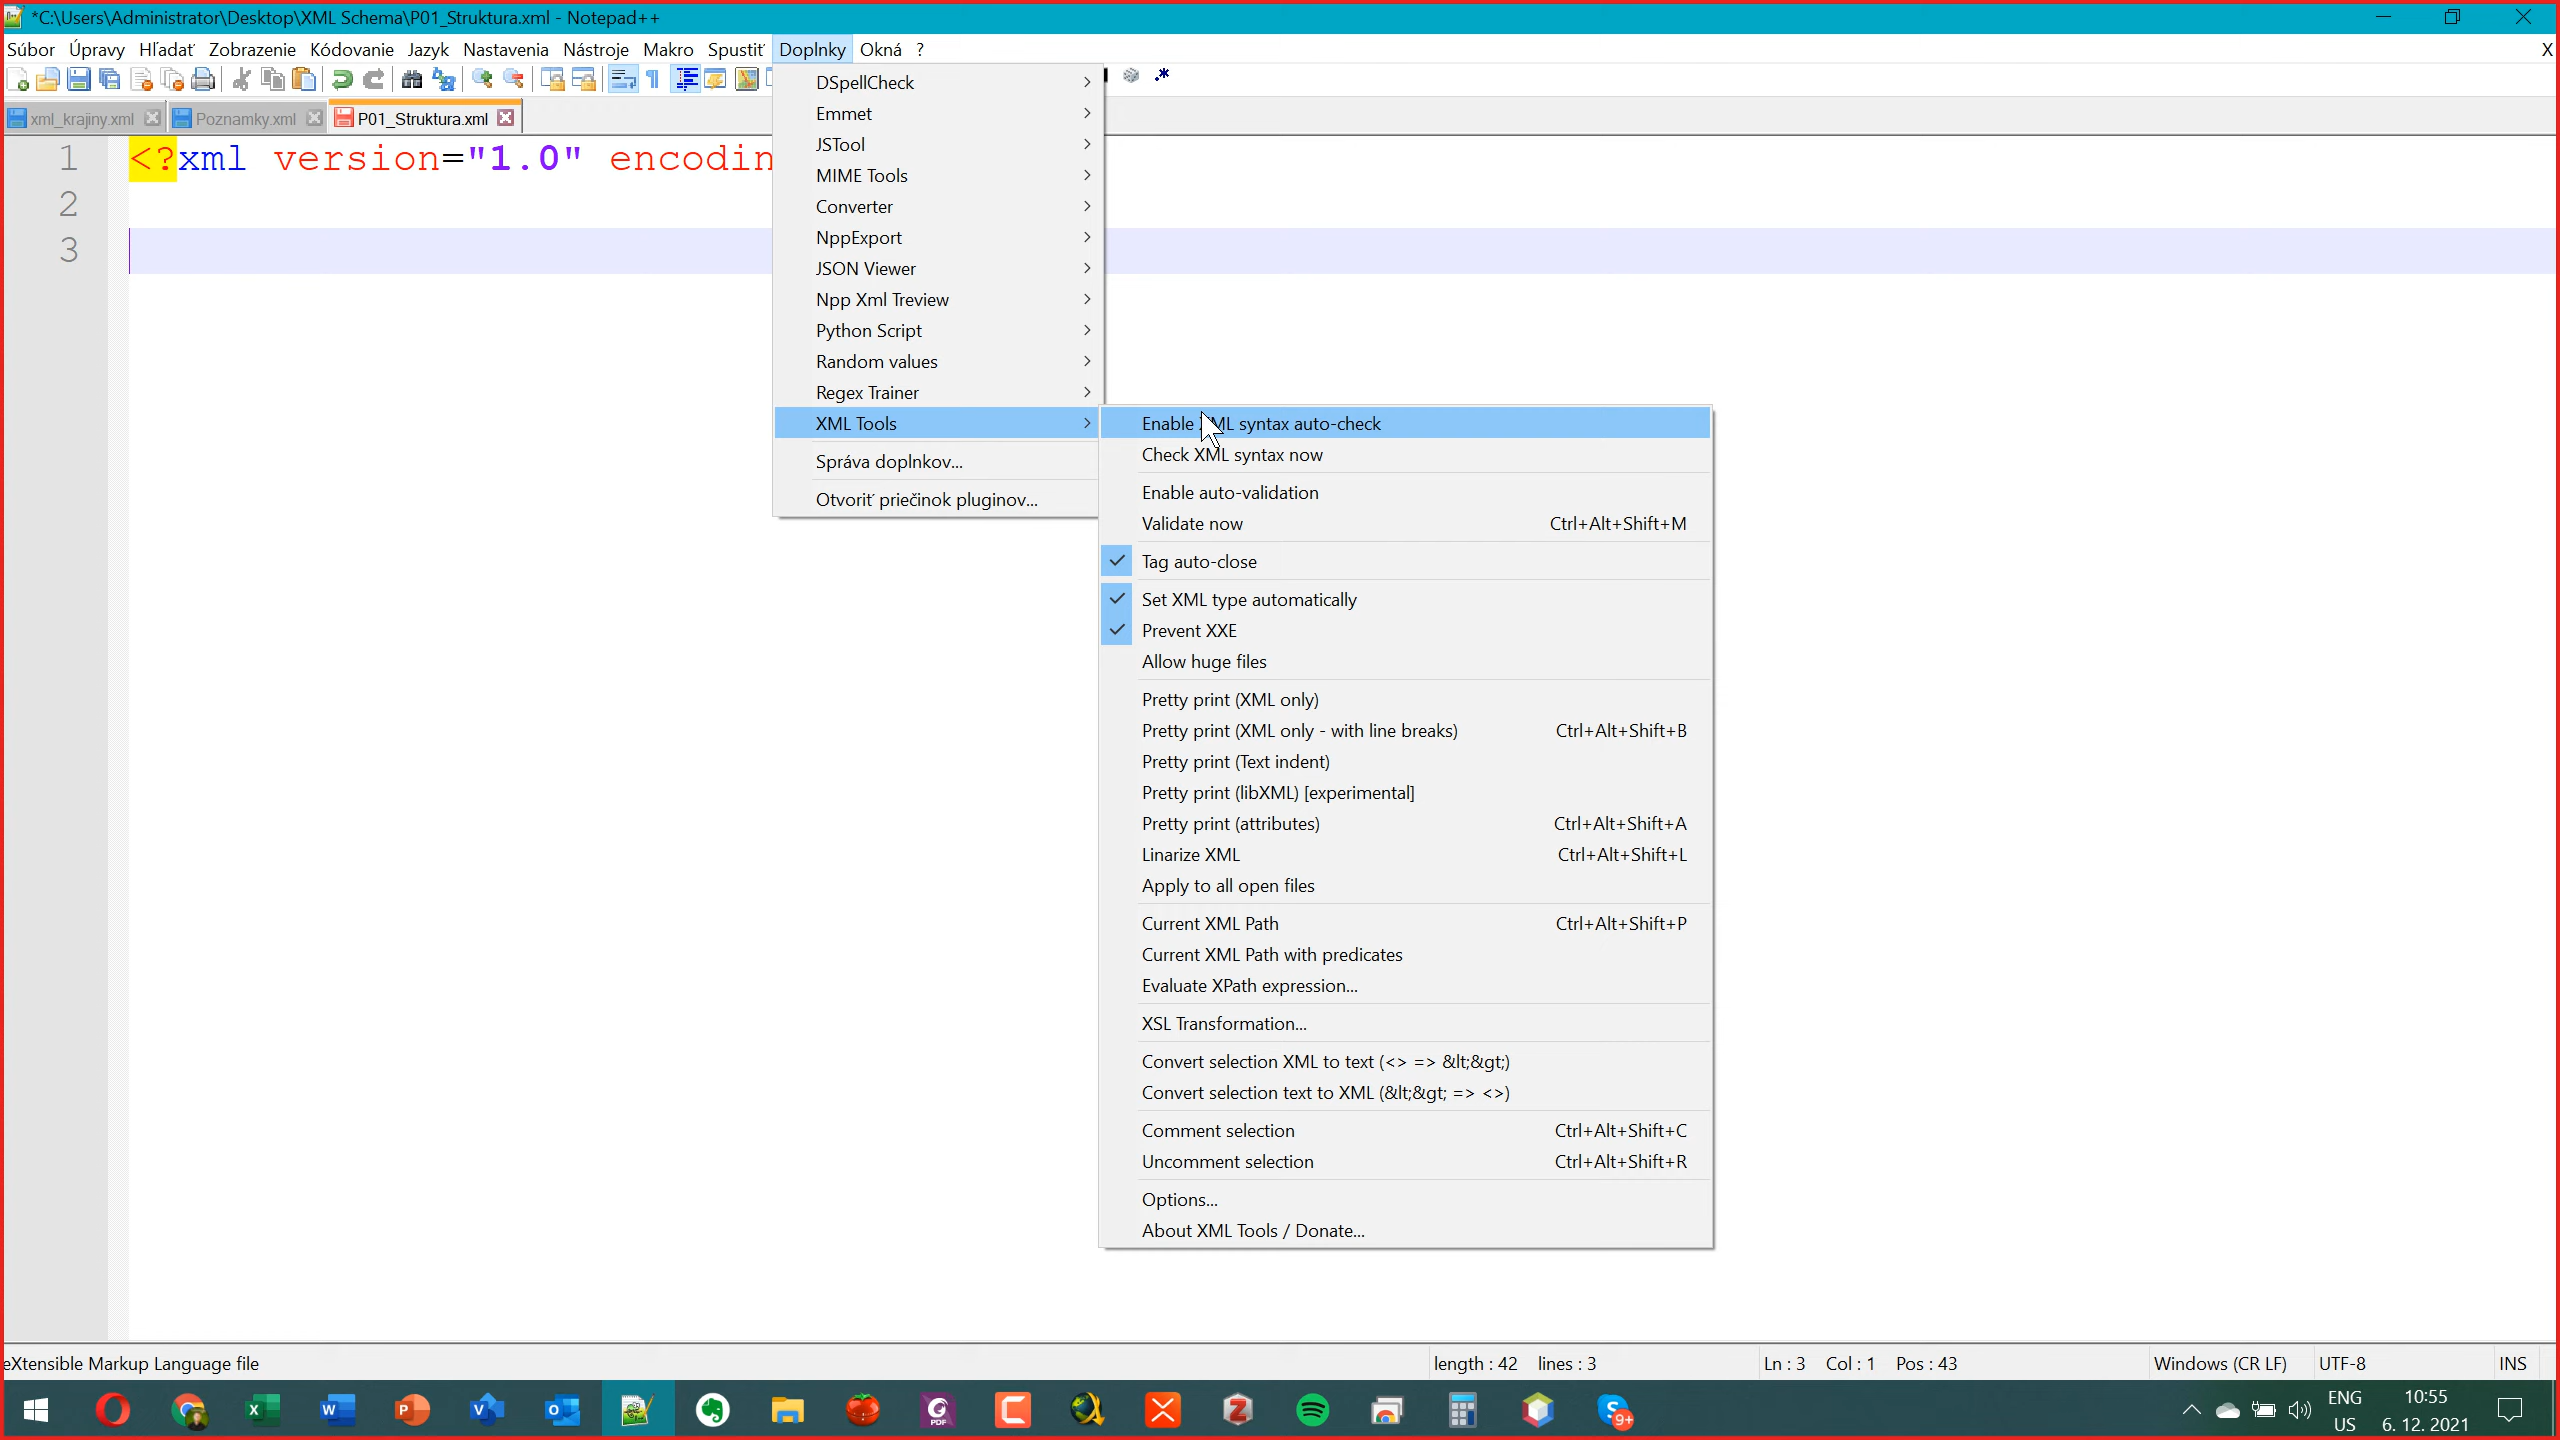 *C:\Users\Administrator\Desktop\XML Schema\P01_Struktura.xml - Notepad++
Súbor Úpravy Hľadať Zobrazenie Kódovanie Jazyk Nastavenia Nástroje Makro Spustiť Doplnky Okná ? X
xml_krajiny.xml Poznamky.xml P01_Struktura.xml
1 <?xml version="1.0" encodin
2
3
DSpellCheck
Emmet
JSTool
MIME Tools
Converter
NppExport
JSON Viewer
Npp Xml Treview
Python Script
Random values
Regex Trainer
XML Tools
Správa doplnkov...
Otvoriť priečinok pluginov...
Enable XML syntax auto-check
Check XML syntax now
Enable auto-validation
Validate now Ctrl+Alt+Shift+M
Tag auto-close
Set XML type automatically
Prevent XXE
Allow huge files
Pretty print (XML only)
Pretty print (XML only - with line breaks) Ctrl+Alt+Shift+B
Pretty print (Text indent)
Pretty print (libXML) [experimental]
Pretty print (attributes) Ctrl+Alt+Shift+A
Linarize XML Ctrl+Alt+Shift+L
Apply to all open files
Current XML Path Ctrl+Alt+Shift+P
Current XML Path with predicates
Evaluate XPath expression...
XSL Transformation...
Convert selection XML to text (<> => &lt;&gt;)
Convert selection text to XML (&lt;&gt; => <>)
Comment selection Ctrl+Alt+Shift+C
Uncomment selection Ctrl+Alt+Shift+R
Options...
About XML Tools / Donate...
eXtensible Markup Language file length : 42 lines : 3 Ln : 3 Col : 1 Pos : 43 Windows (CR LF) UTF-8 INS
PDF
9+
ENG 10:55
US 6. 12. 2021